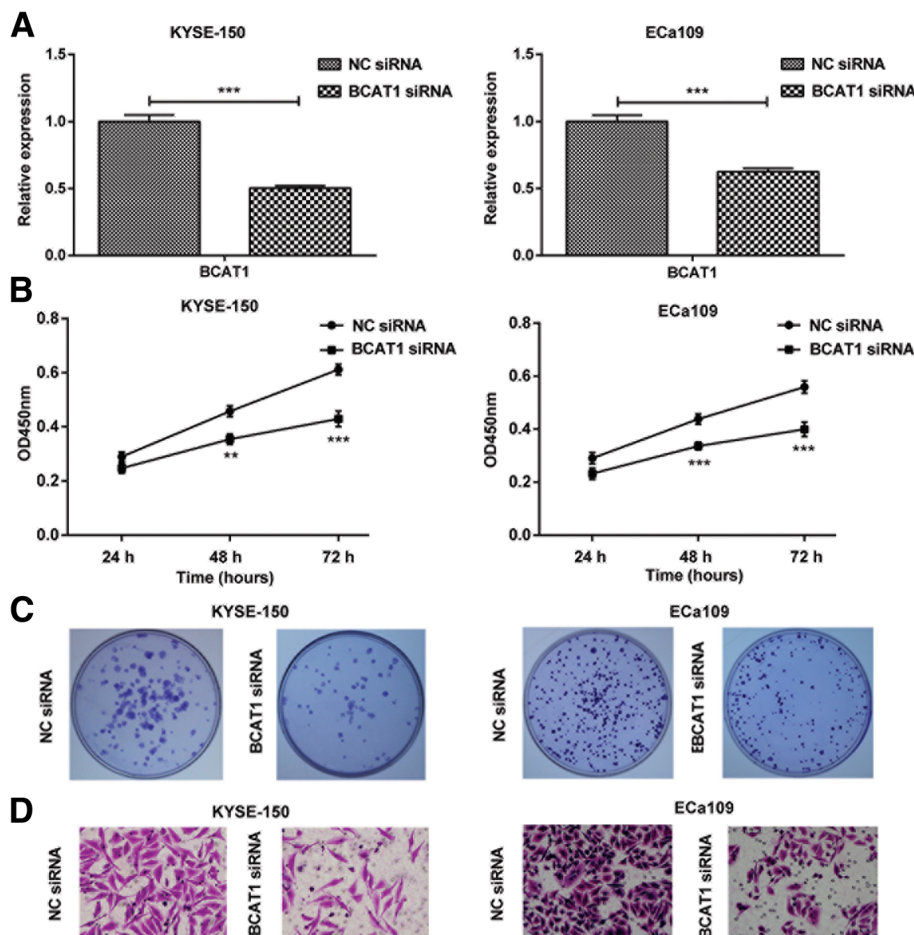 A
KYSE-150
NC siRNA
BCAT1 siRNA
***
Relative expression
1.5
1.0
0.5
0.0
BCAT1
ECa109
NC siRNA
BCAT1 siRNA
***
Relative expression
1.5
1.0
0.5
0.0
BCAT1
B
KYSE-150
NC siRNA
BCAT1 siRNA
OD450nm
0.8
0.6
0.4
0.2
0.0
**
***
24 h 48 h 72 h
Time (hours)
ECa109
NC siRNA
BCAT1 siRNA
OD450nm
0.8
0.6
0.4
0.2
0.0
***
***
24 h 48 h 72 h
Time (hours)
C
KYSE-150
NC siRNA
BCAT1 siRNA
ECa109
NC siRNA
EBCAT1 siRNA
D
KYSE-150
NC siRNA
BCAT1 siRNA
ECa109
NC siRNA
BCAT1 siRNA